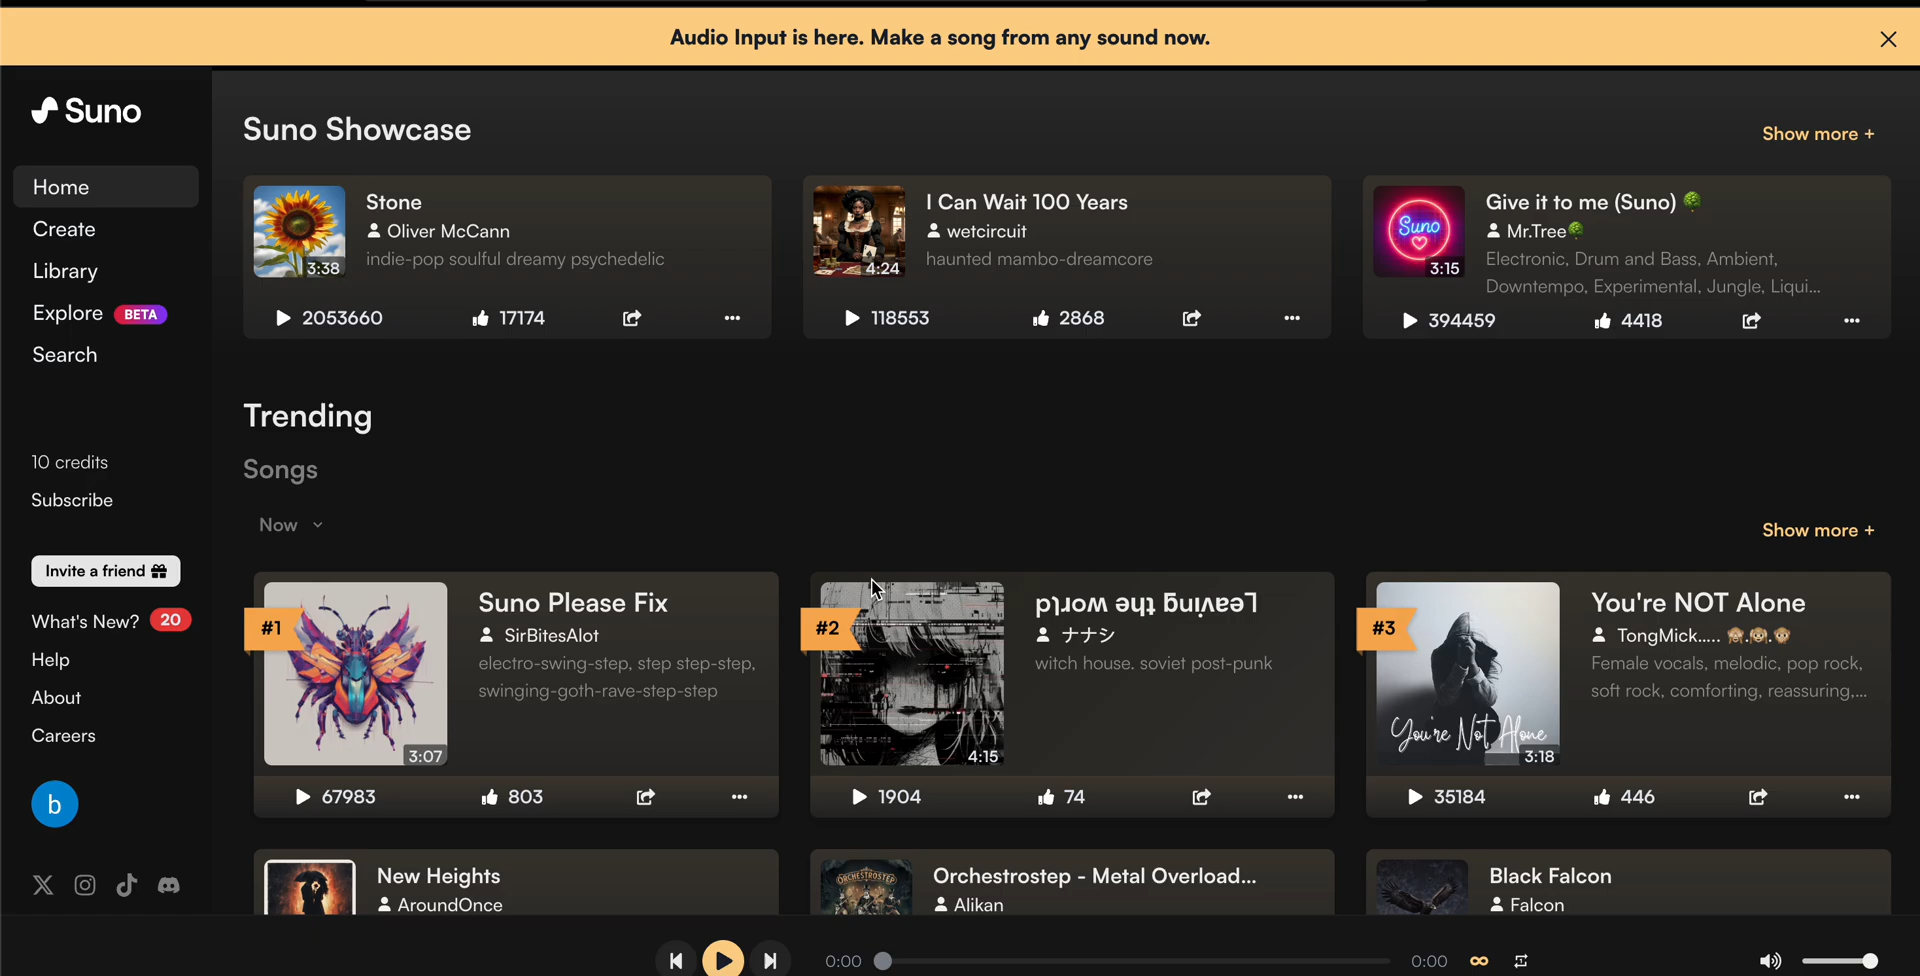 Audio Input is here. Make a song from any sound now.
Suno
Home
Create
Library
Explore BETA
Search
10 credits
Subscribe
Invite a friend
What's New? 20
Help
About
Careers
b
Suno Showcase
Show more +
3:38
Stone
Oliver McCann
indie-pop soulful dreamy psychedelic
2053660
17174
4:24
I Can Wait 100 Years
wetcircuit
haunted mambo-dreamcore
118553
2868
Suno
3:15
Give it to me (Suno) 🥦
Mr.Tree🥦
Electronic, Drum and Bass, Ambient,
Downtempo, Experimental, Jungle, Liqui...
394459
4418
Trending
Songs
Now
Show more +
#1
3:07
Suno Please Fix
SirBitesAlot
electro-swing-step, step step-step,
swinging-goth-rave-step-step
67983
803
#2
4:15
Leaving the world
ナナシ
witch house. soviet post-punk
1904
74
#3
You're Not Alone
3:18
You're NOT Alone
TongMick..... 🙈.🙉.🙊
Female vocals, melodic, pop rock,
soft rock, comforting, reassuring,...
35184
446
New Heights
AroundOnce
ORCHESTROSTEP
Orchestrostep - Metal Overload...
Alikan
Black Falcon
Falcon
0:00
0:00